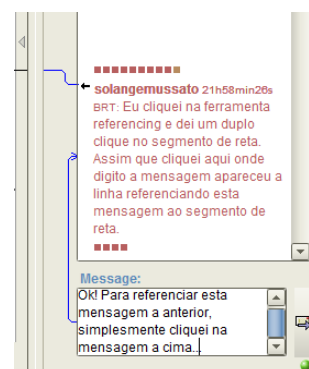 solangemussato 21h58min26s
BRT: Eu cliquei na ferramenta
referencing e dei um duplo
clique no segmento de reta.
Assim que cliquei aqui onde
digito a mensagem apareceu a
linha referenciando esta
mensagem ao segmento de
reta.
Message:
Ok! Para referenciar esta
mensagem a anterior,
simplesmente cliquei na
mensagem a cima...